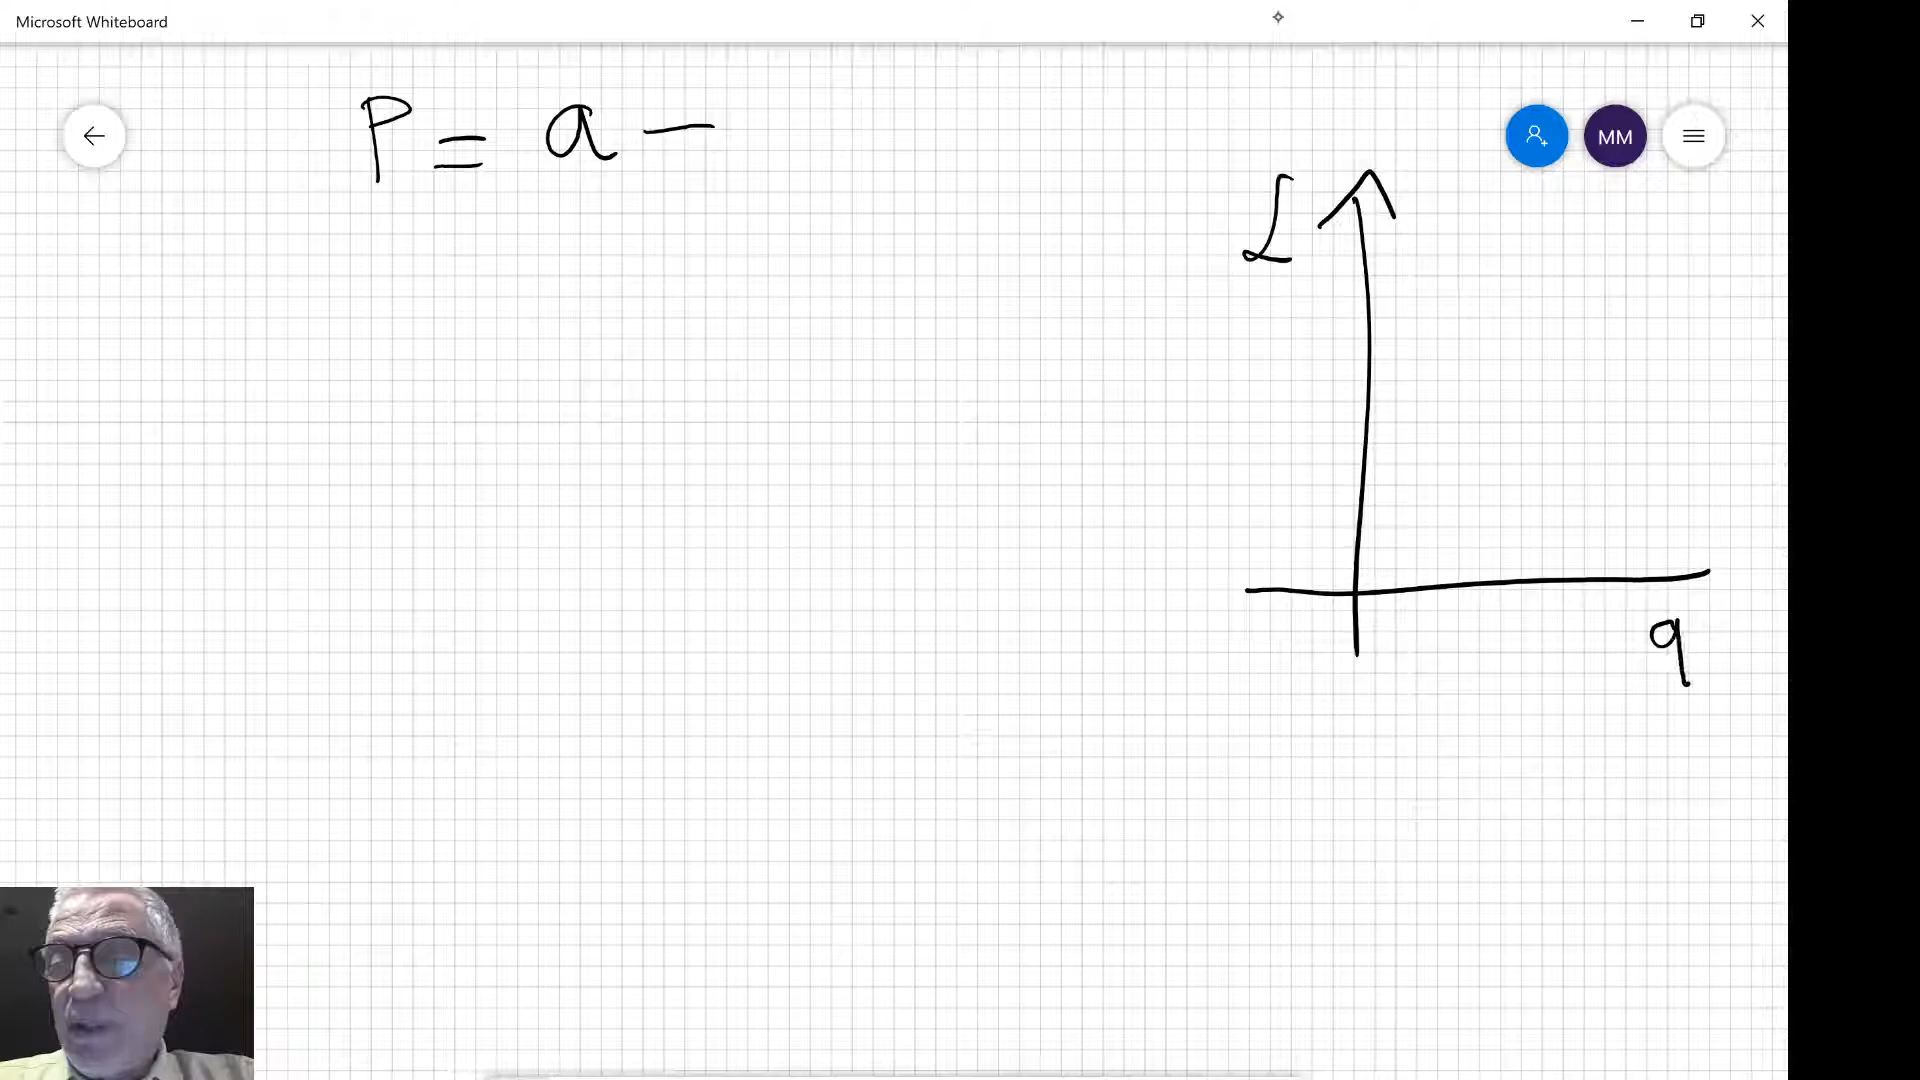 Microsoft Whiteboard
P = a —
MM
£
q